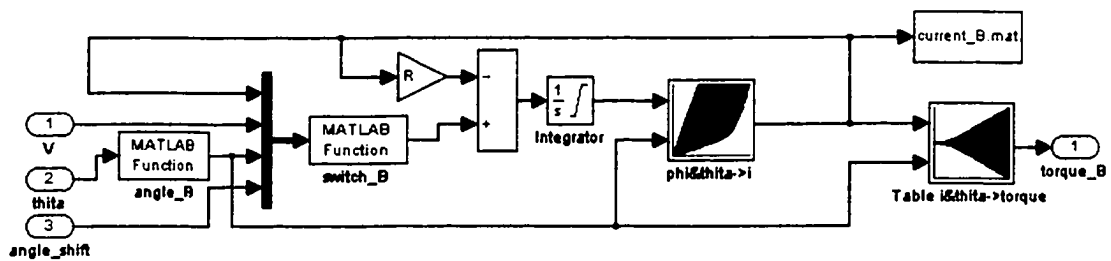 current_B.mat
R
−
+
1
s
Integrator
1
V
MATLAB
Function
angle_B
2
thita
3
angle_shift
MATLAB
Function
switch_B
phi&thita->i
Table i&thita->torque
1
torque_B